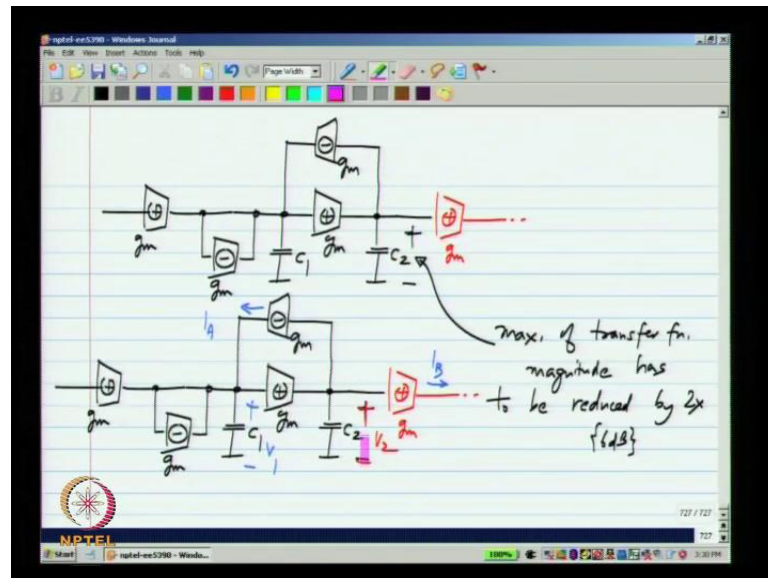 nptel-ee5390 - Windows Journal
File Edit View Insert Actions Tools Help
Page Width
B I
− gm
+ gm
− gm
C1
+ gm
C2
+
−
+ gm
...
max. of transfer fn.
magnitude has
to be reduced by 2x
{6dB}
IA
− gm
+ gm
− gm
+
C1
V1
−
+ gm
C2
+
V2
−
+ gm
IB
...
727 / 727
727
NPTEL
Start
nptel-ee5390 - Windo...
100%
3:30 PM